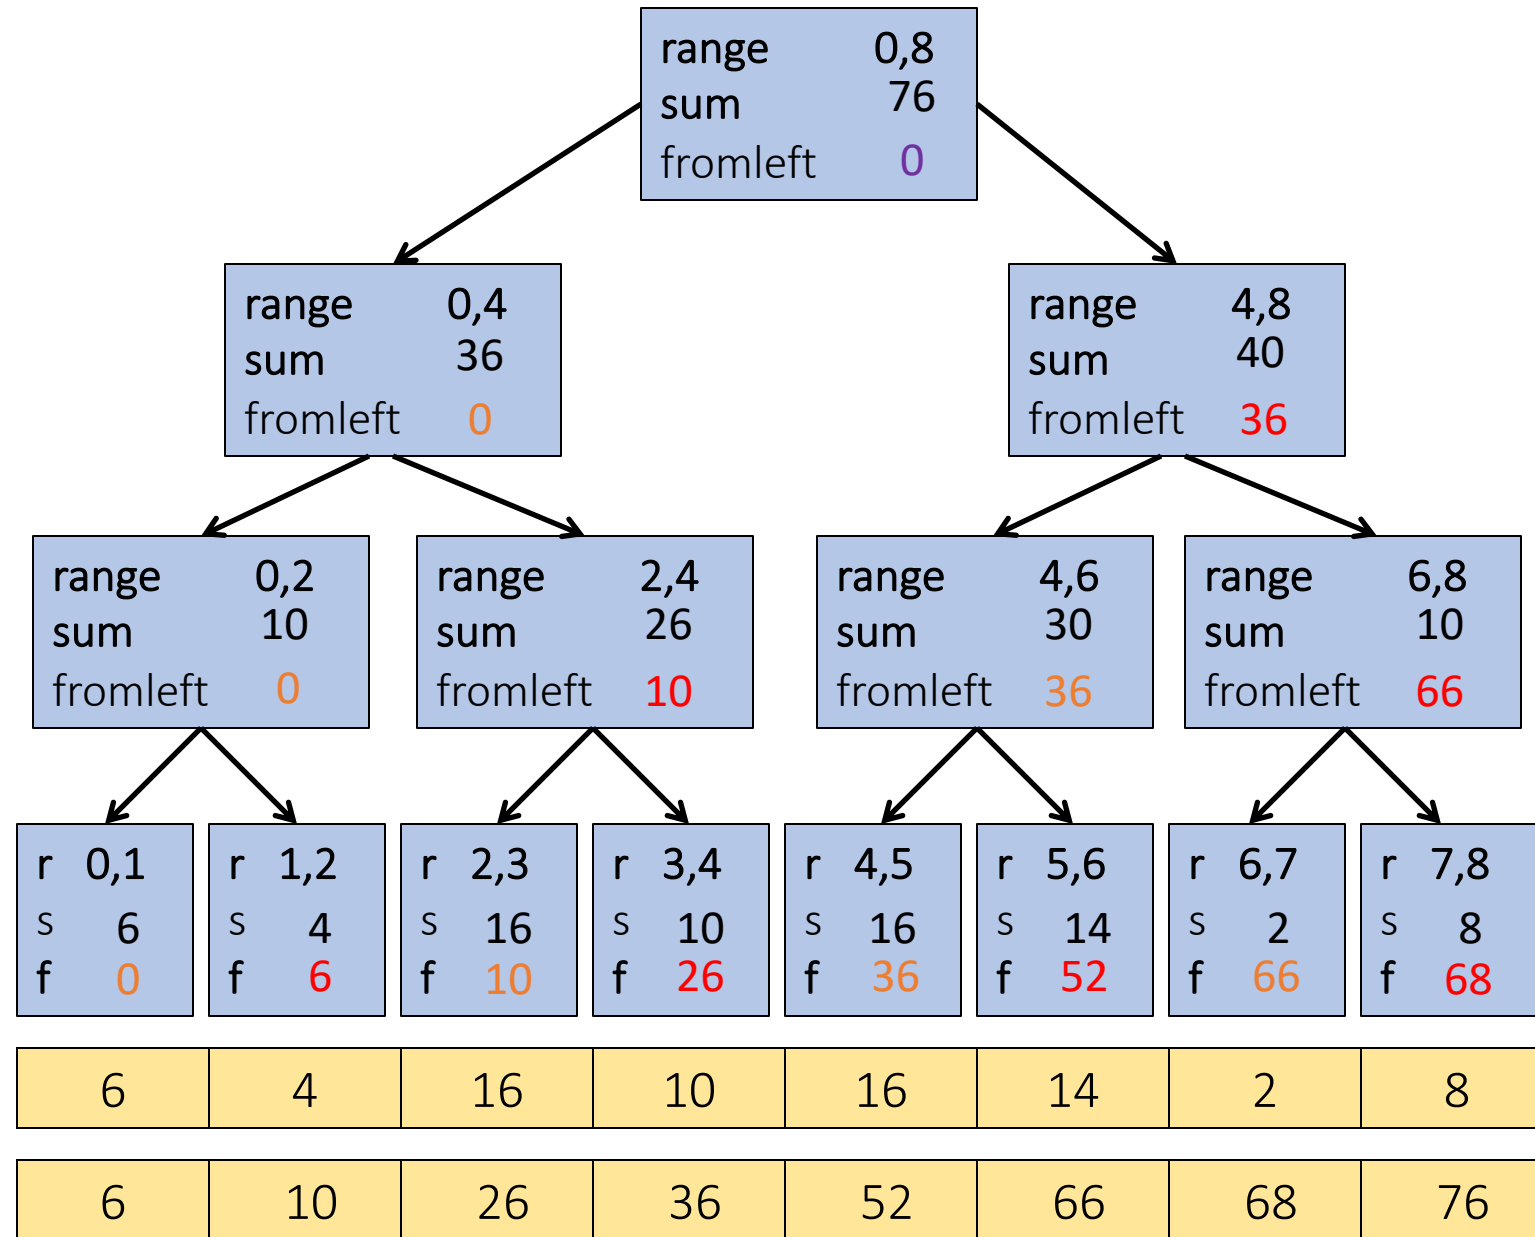 range 0,8
sum 76
fromleft 0
range 0,4
sum 36
fromleft 0
range 4,8
sum 40
fromleft 36
range 0,2
sum 10
fromleft 0
range 2,4
sum 26
fromleft 10
range 4,6
sum 30
fromleft 36
range 6,8
sum 10
fromleft 66
r 0,1
s 6
f 0
r 1,2
s 4
f 6
r 2,3
s 16
f 10
r 3,4
s 10
f 26
r 4,5
s 16
f 36
r 5,6
s 14
f 52
r 6,7
s 2
f 66
r 7,8
s 8
f 68
6 4 16 10 16 14 2 8
6 10 26 36 52 66 68 76